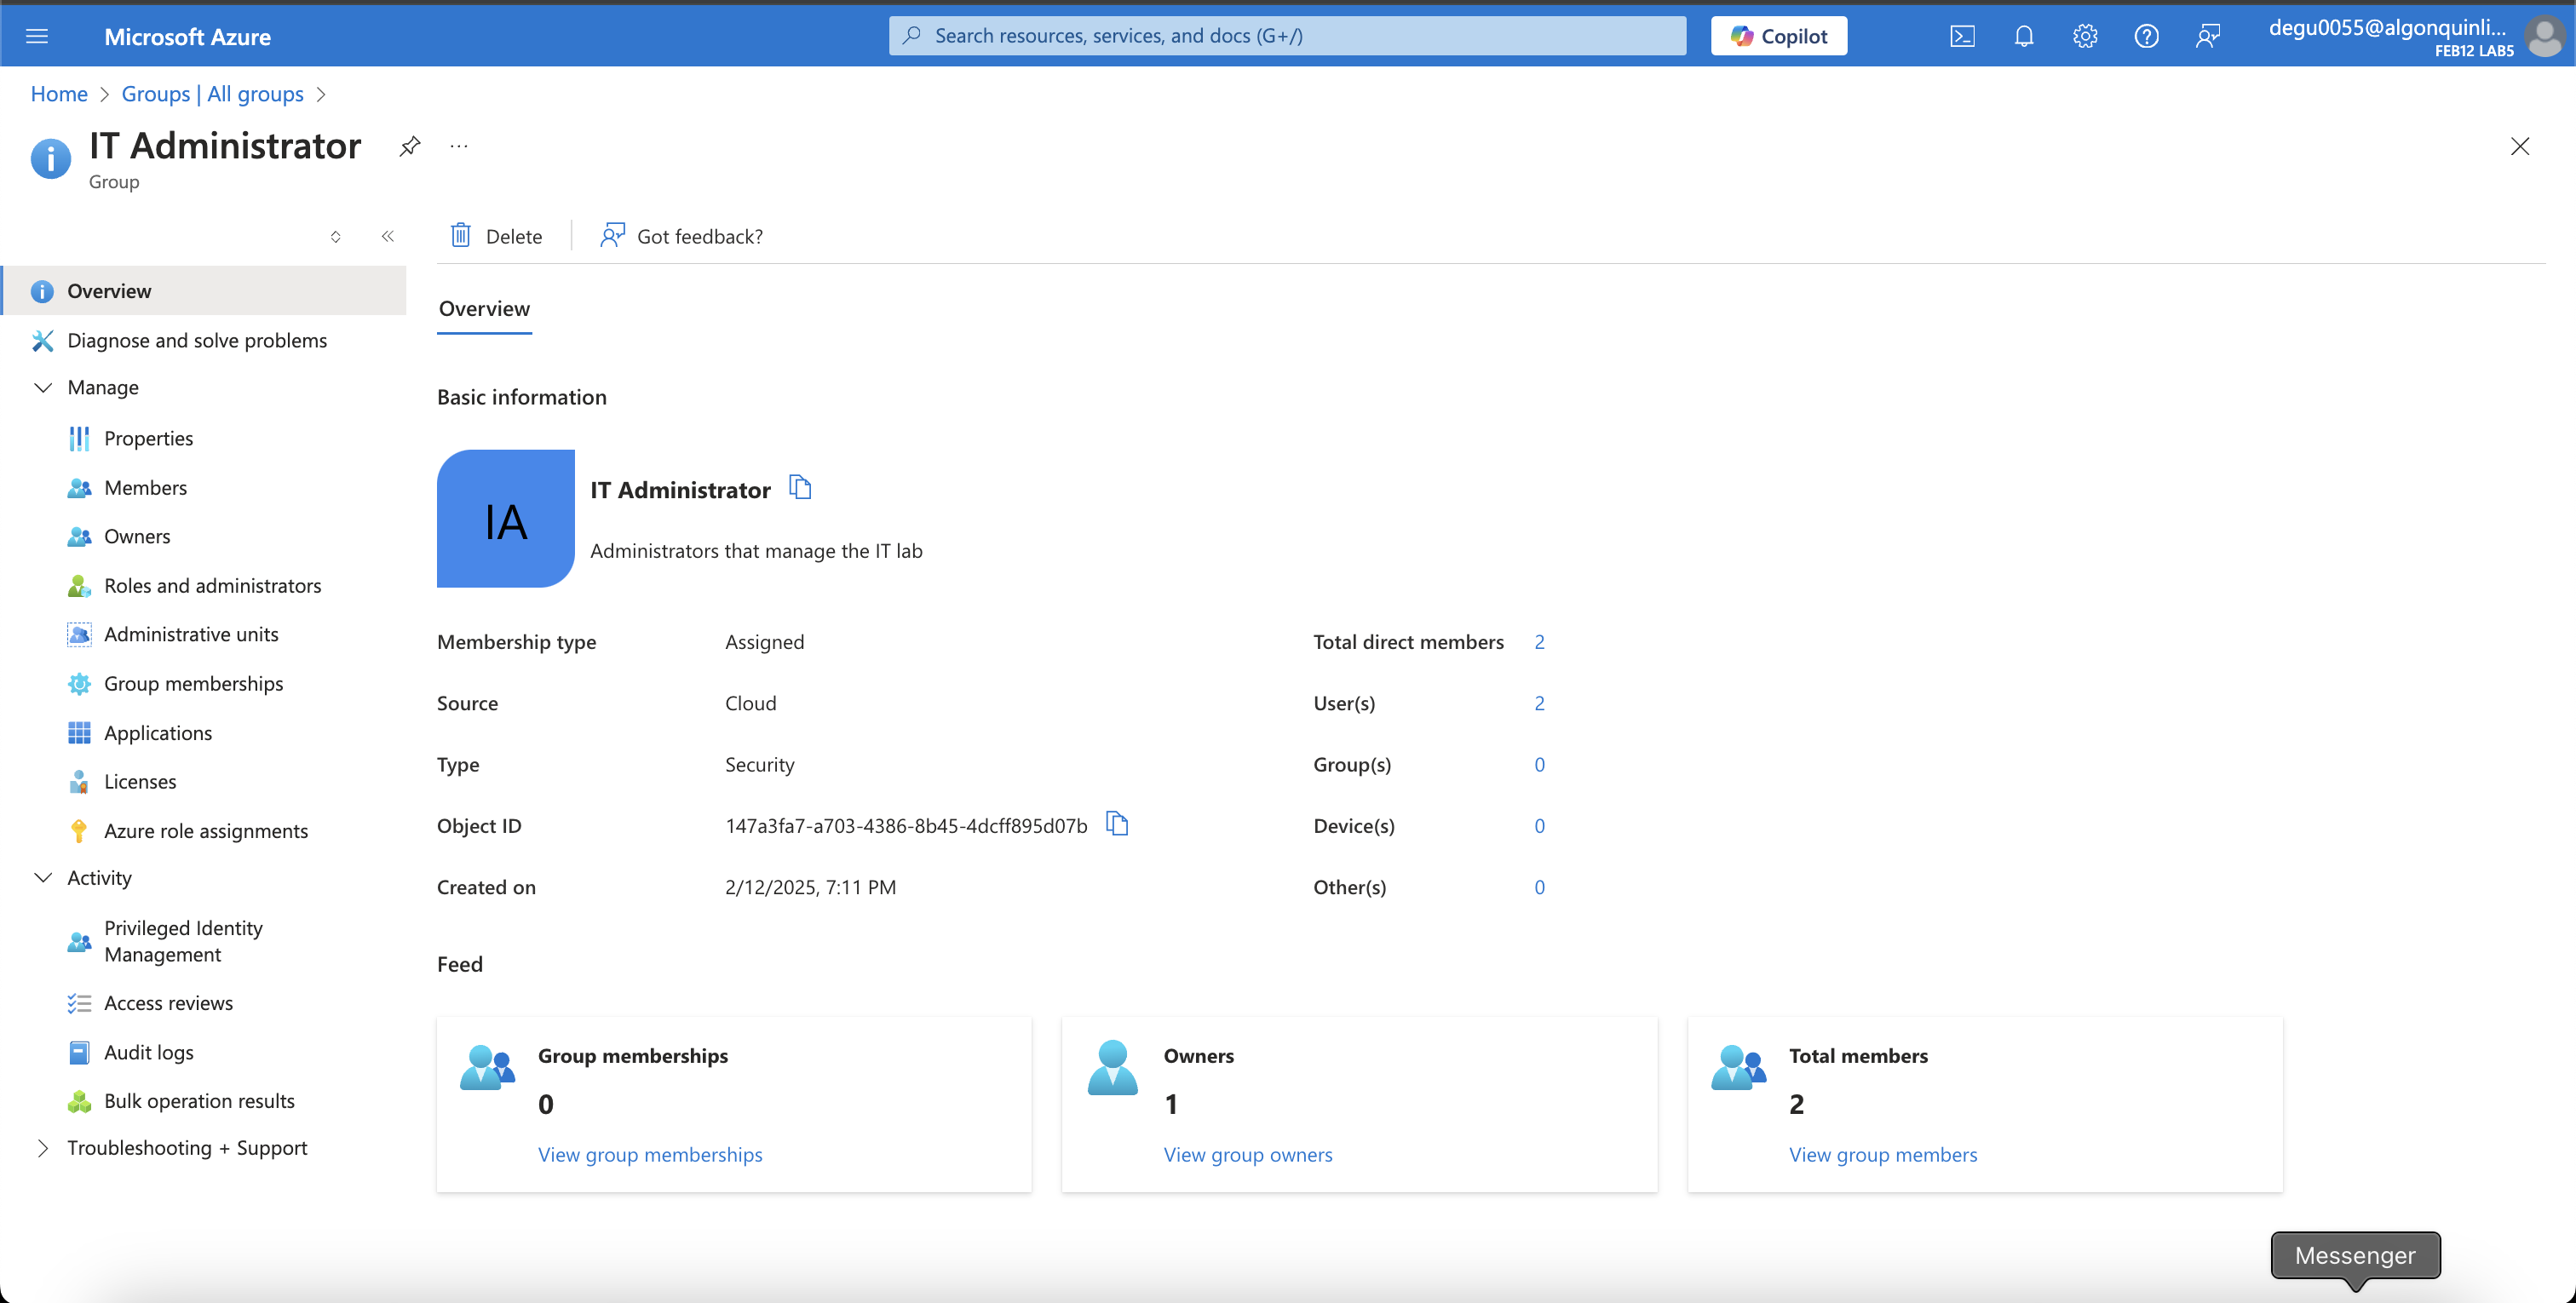 Microsoft Azure
Search resources, services, and docs (G+/)
Copilot
degu0055@algonquinli...
FEB12 LAB5
Home > Groups | All groups >
IT Administrator
...
Group
Delete
Got feedback?
Overview
Diagnose and solve problems
Manage
Properties
Members
Owners
Roles and administrators
Administrative units
Group memberships
Applications
Licenses
Azure role assignments
Activity
Privileged Identity
Management
Access reviews
Audit logs
Bulk operation results
Troubleshooting + Support
Overview
Basic information
IA
IT Administrator
Administrators that manage the IT lab
Membership type Assigned
Source Cloud
Type Security
Object ID 147a3fa7-a703-4386-8b45-4dcff895d07b
Created on 2/12/2025, 7:11 PM
Total direct members 2
User(s) 2
Group(s) 0
Device(s) 0
Other(s) 0
Feed
Group memberships
0
View group memberships
Owners
1
View group owners
Total members
2
View group members
Messenger